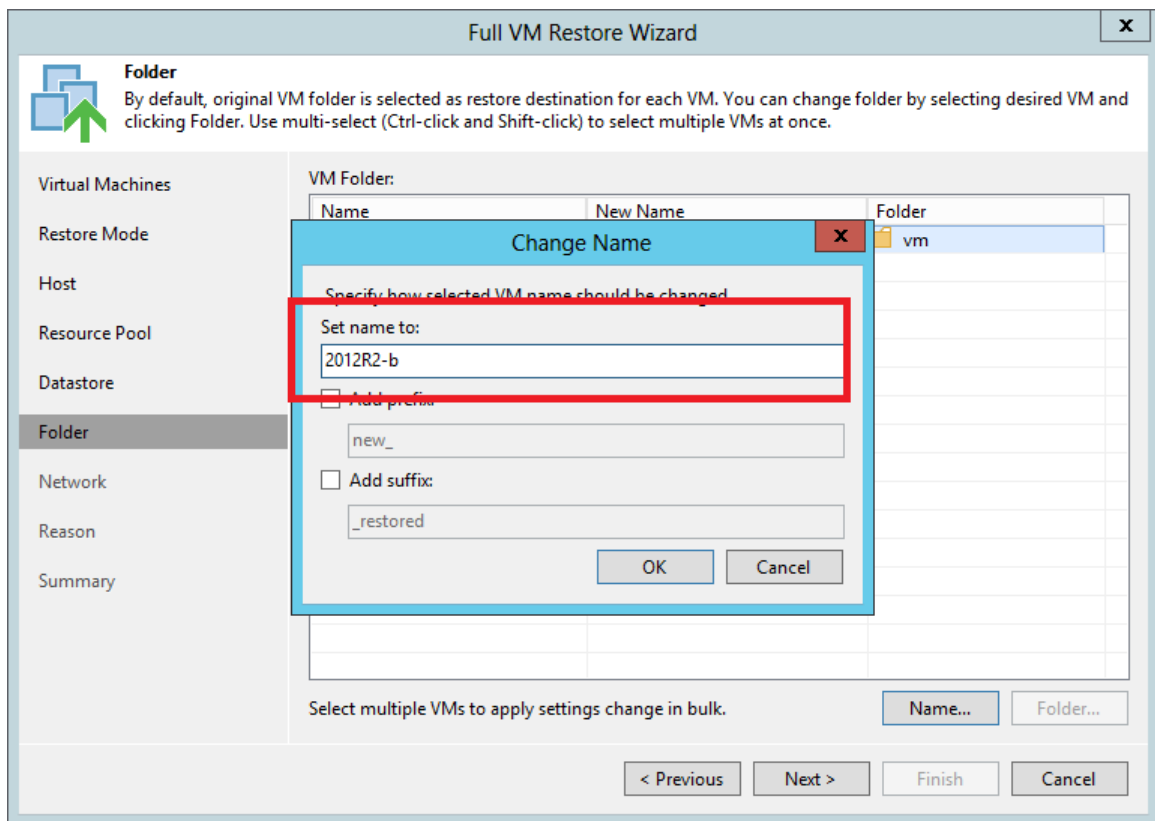 Full VM Restore Wizard
x
Folder
By default, original VM folder is selected as restore destination for each VM. You can change folder by selecting desired VM and
clicking Folder. Use multi-select (Ctrl-click and Shift-click) to select multiple VMs at once.
Virtual Machines
Restore Mode
Host
Resource Pool
Datastore
Folder
Network
Reason
Summary
VM Folder:
Name New Name Folder
vm
Change Name
x
Specify how selected VM name should be changed
Set name to:
2012R2-b
Add prefix:
new_
Add suffix:
_restored
OK Cancel
Select multiple VMs to apply settings change in bulk.
Name... Folder...
< Previous Next > Finish Cancel